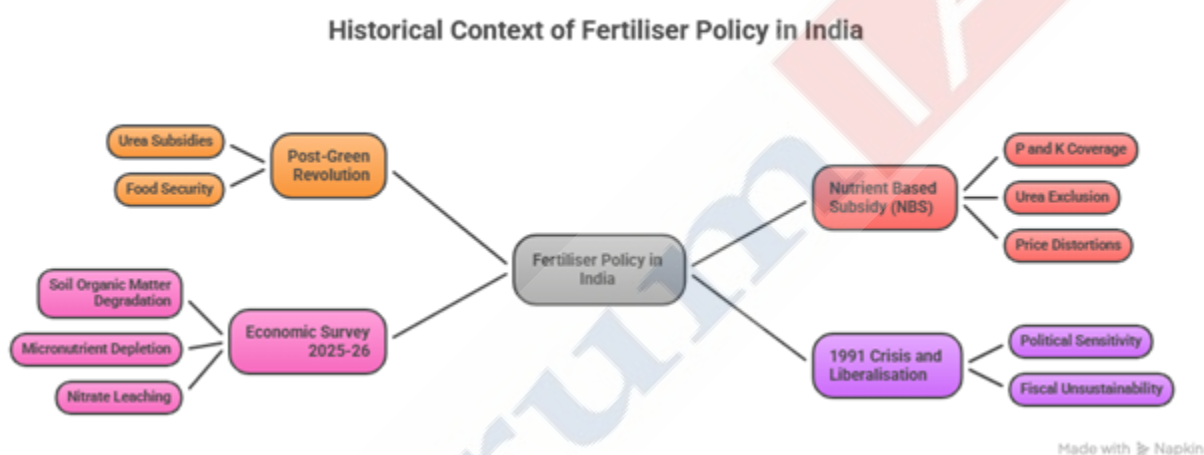 Historical Context of Fertiliser Policy in India
Urea Subsidies
Food Security
Post-Green
Revolution
Soil Organic Matter
Degradation
Micronutrient Depletion
Nitrate Leaching
Economic Survey
2025-26
Fertiliser Policy in
India
Nutrient Based
Subsidy (NBS)
P and K Coverage
Urea Exclusion
Price Distortions
1991 Crisis and
Liberalisation
Political Sensitivity
Fiscal Unsustainability
Made with Napkin